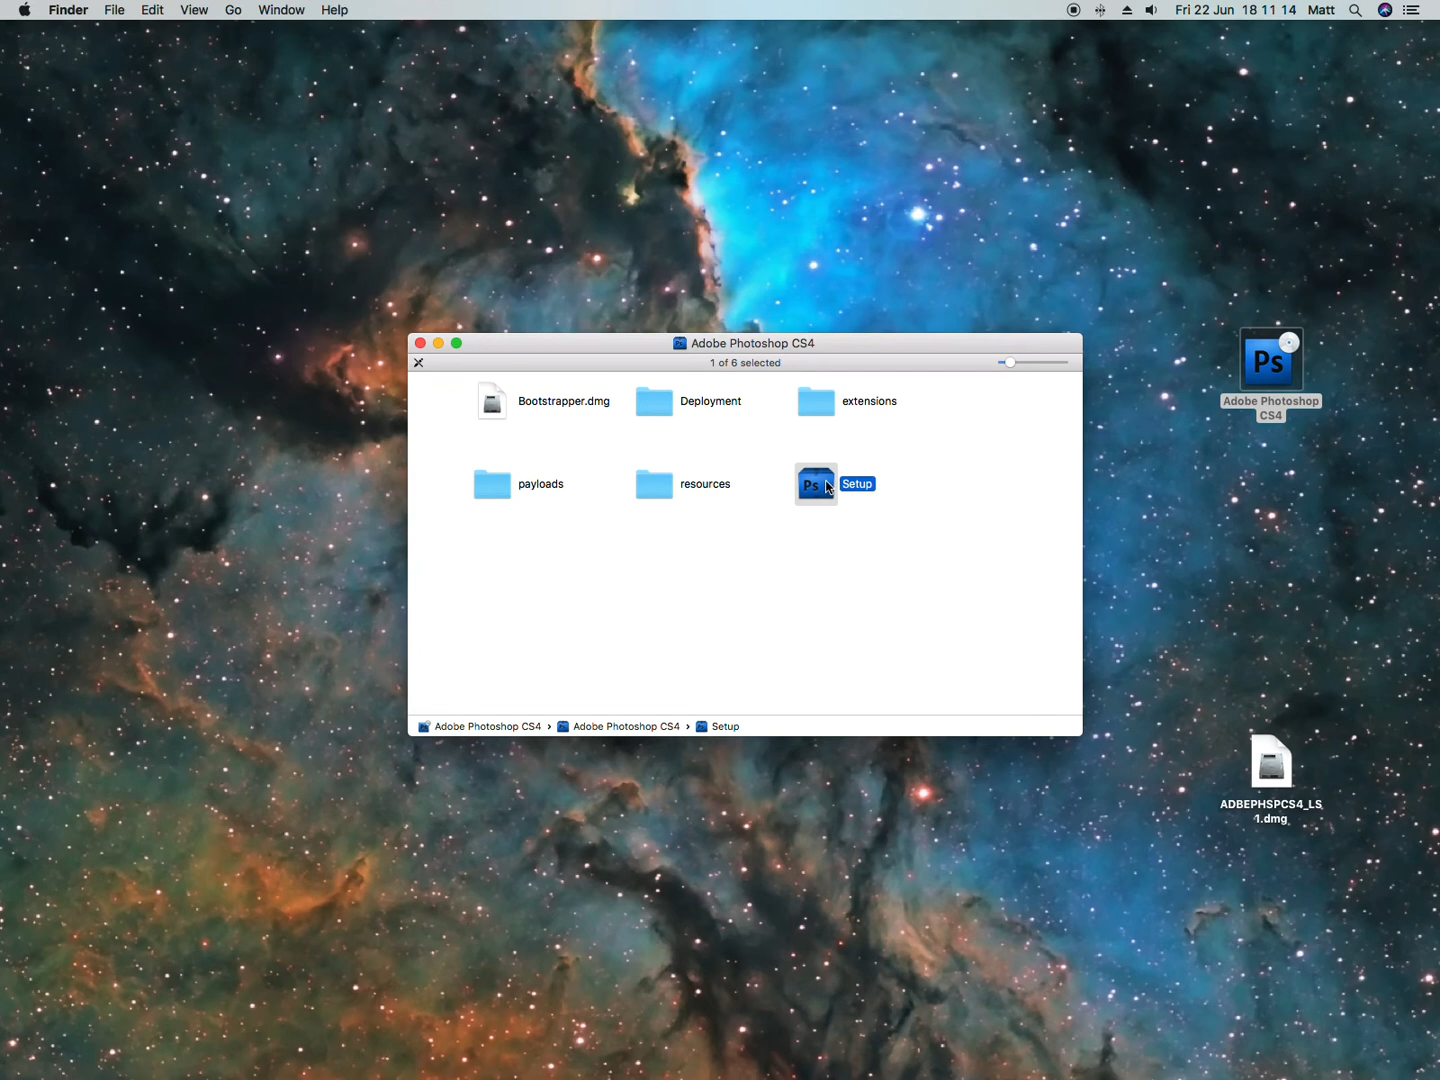 Finder File Edit View Go Window Help Fri 22 Jun 18 11 14 Matt
Adobe Photoshop CS4
1 of 6 selected
Bootstrapper.dmg Deployment extensions
payloads resources Ps Setup
Adobe Photoshop CS4 › Adobe Photoshop CS4 › Setup
Ps
Adobe Photoshop
CS4
ADBEPHSPCS4_LS
1.dmg